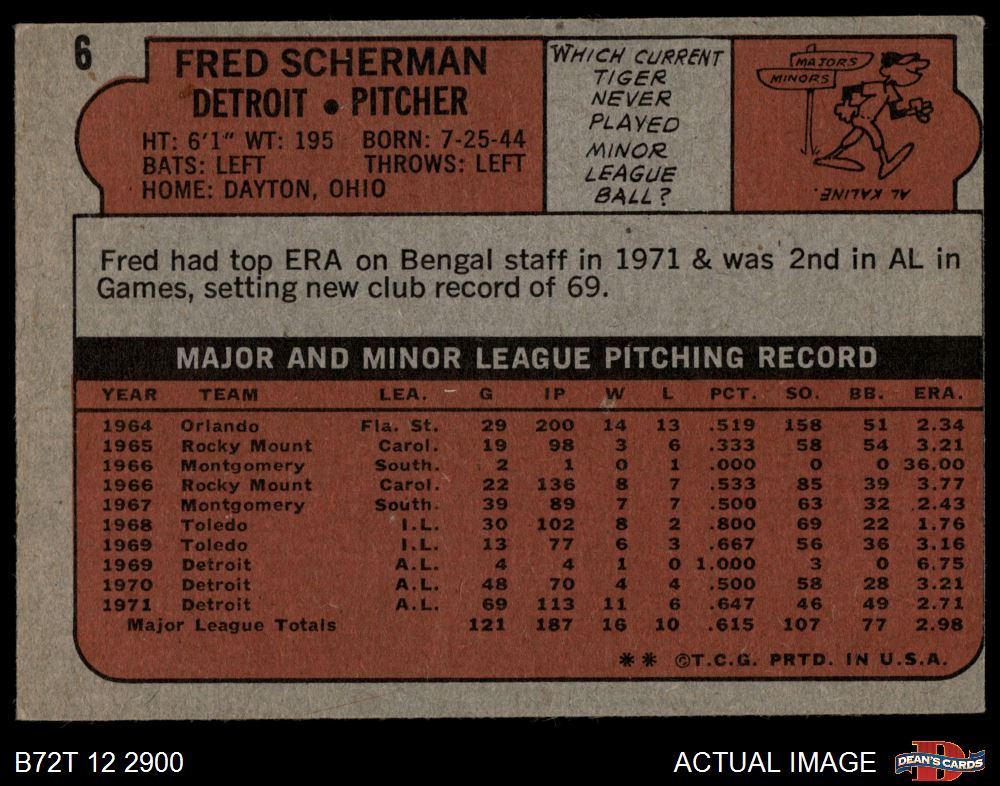 6
FRED SCHERMAN
DETROIT • PITCHER
HT: 6'1" WT: 195 BORN: 7-25-44
BATS: LEFT THROWS: LEFT
HOME: DAYTON, OHIO
WHICH CURRENT
TIGER
NEVER
PLAYED
MINOR
LEAGUE
BALL?
MAJORS
MINORS
AL KALINE.
Fred had top ERA on Bengal staff in 1971 & was 2nd in AL in
Games, setting new club record of 69.
MAJOR AND MINOR LEAGUE PITCHING RECORD
YEAR TEAM LEA. G IP W L PCT. SO. BB. ERA.
1964 Orlando Fla. St. 29 200 14 13 .519 158 51 2.34
1965 Rocky Mount Carol. 19 98 3 6 .333 58 54 3.21
1966 Montgomery South. 2 1 0 1 .000 0 0 36.00
1966 Rocky Mount Carol. 22 136 8 7 .533 85 39 3.77
1967 Montgomery South. 39 89 7 7 .500 63 32 2.43
1968 Toledo I.L. 30 102 8 2 .800 69 22 1.76
1969 Toledo I.L. 13 77 6 3 .667 56 36 3.16
1969 Detroit A.L. 4 4 1 0 1.000 3 0 6.75
1970 Detroit A.L. 48 70 4 4 .500 58 28 3.21
1971 Detroit A.L. 69 113 11 6 .647 46 49 2.71
Major League Totals 121 187 16 10 .615 107 77 2.98
** ©T.C.G. PRTD. IN U.S.A.
B72T 12 2900
ACTUAL IMAGE
DEAN'S CARDS